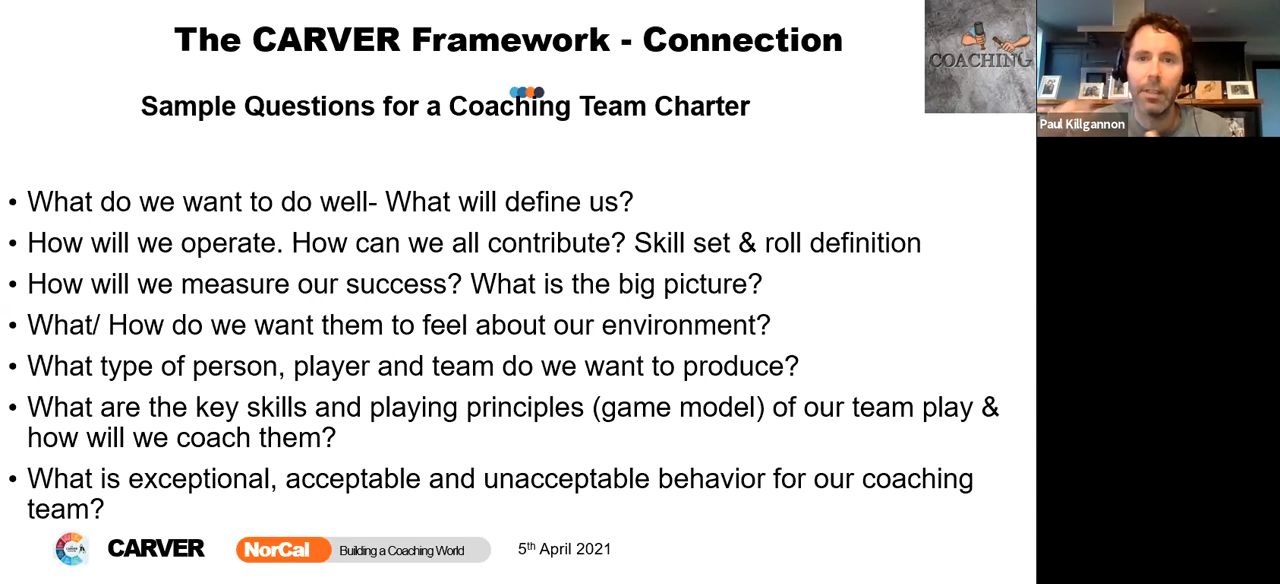 The CARVER Framework - Connection
COACHING
Paul Killgannon
Sample Questions for a Coaching Team Charter
• What do we want to do well- What will define us?
• How will we operate. How can we all contribute? Skill set & roll definition
• How will we measure our success? What is the big picture?
• What/ How do we want them to feel about our environment?
• What type of person, player and team do we want to produce?
• What are the key skills and playing principles (game model) of our team play &
how will we coach them?
• What is exceptional, acceptable and unacceptable behavior for our coaching
team?
CARVER
NorCal Building a Coaching World
5th April 2021